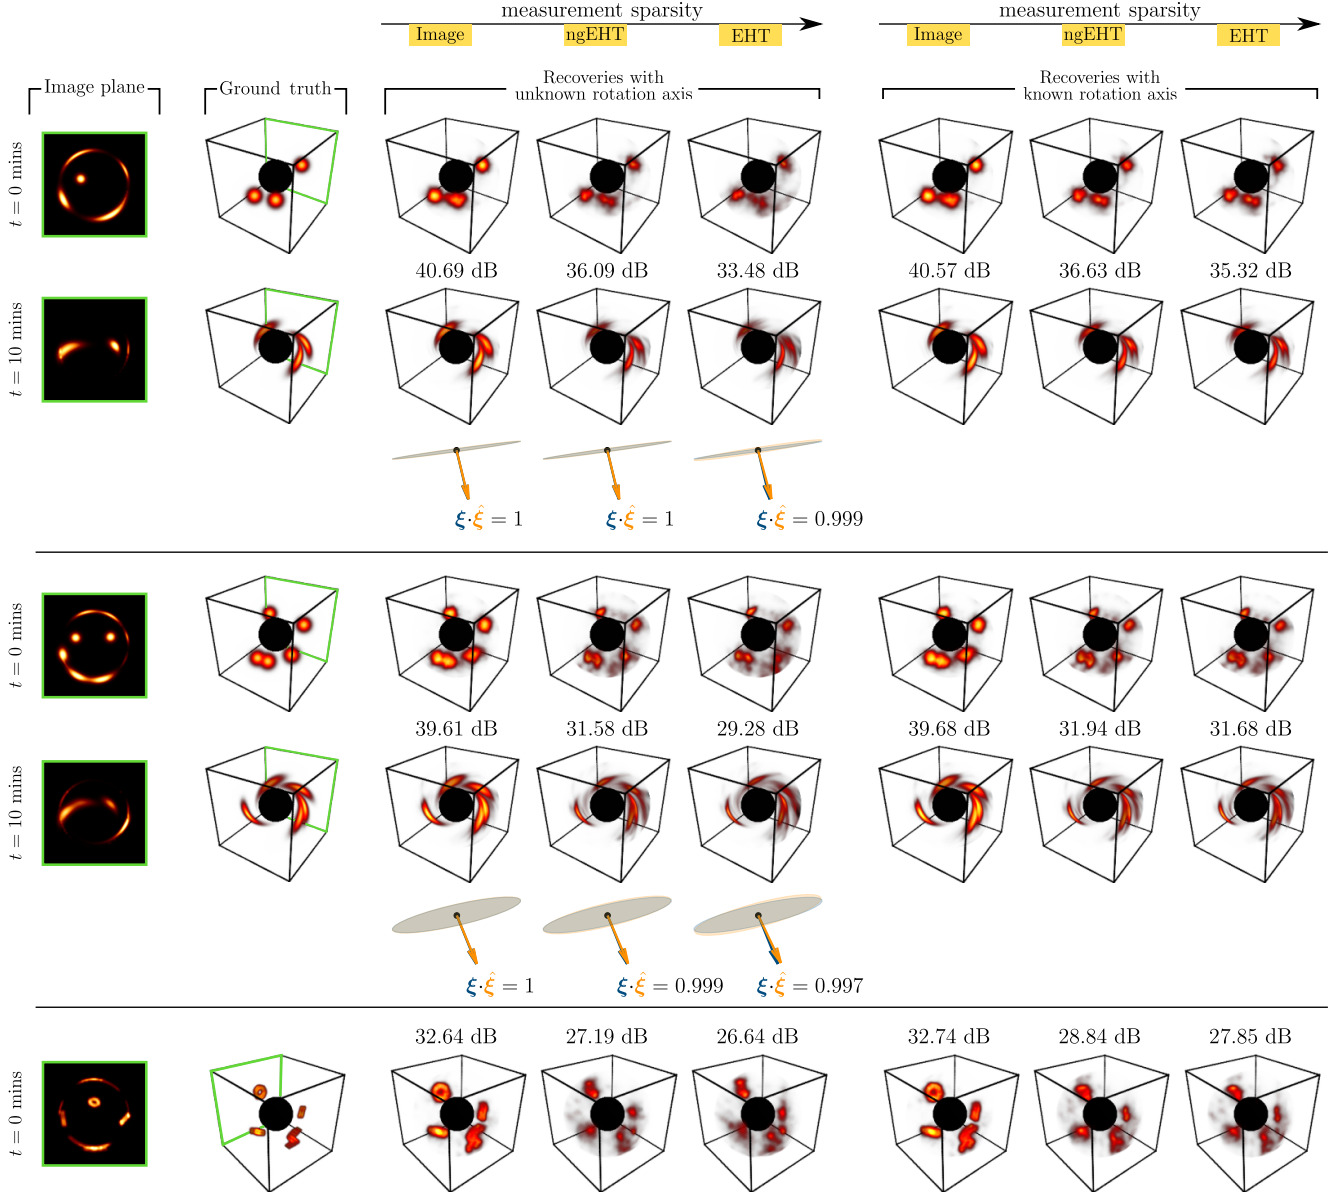 measurement sparsity
measurement sparsity
Image ngEHT EHT
Image ngEHT EHT
Image plane
Ground truth
Recoveries with
unknown rotation axis
Recoveries with
known rotation axis
t = 0 mins
40.69 dB 36.09 dB 33.48 dB 40.57 dB 36.63 dB 35.32 dB
t = 10 mins
ξ·ξ̂ = 1 ξ·ξ̂ = 1 ξ·ξ̂ = 0.999
t = 0 mins
39.61 dB 31.58 dB 29.28 dB 39.68 dB 31.94 dB 31.68 dB
t = 10 mins
ξ·ξ̂ = 1 ξ·ξ̂ = 0.999 ξ·ξ̂ = 0.997
32.64 dB 27.19 dB 26.64 dB 32.74 dB 28.84 dB 27.85 dB
t = 0 mins